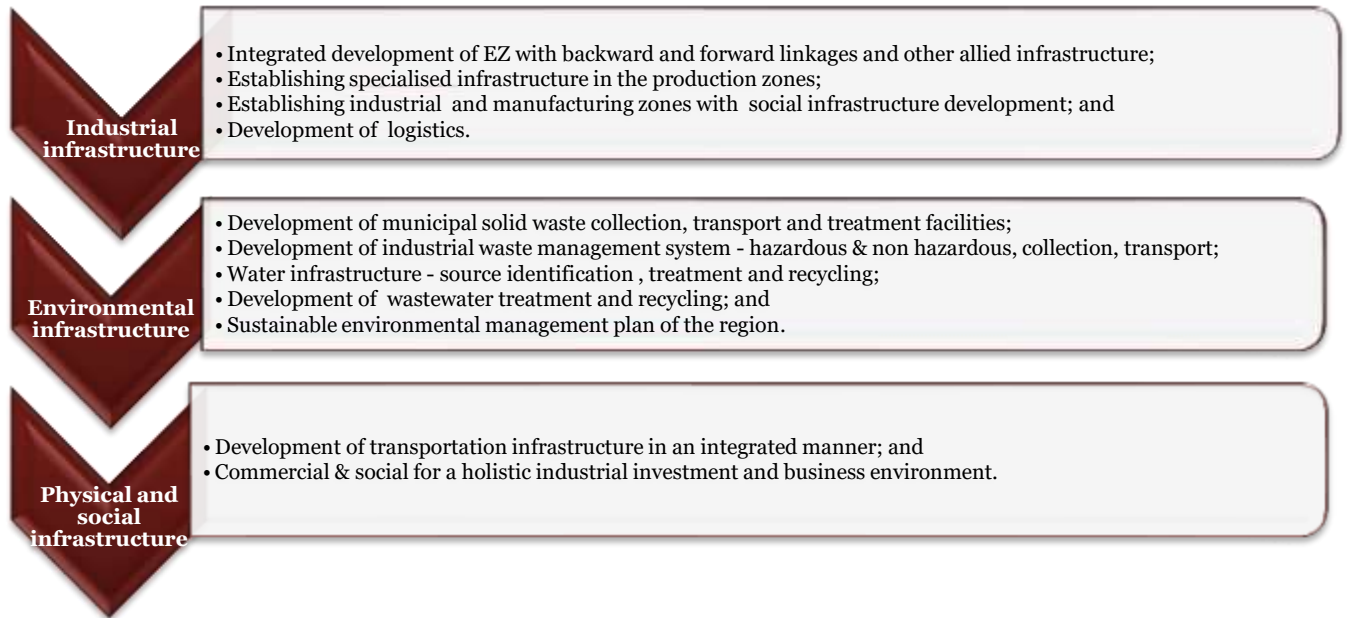 Industrial
infrastructure
• Integrated development of EZ with backward and forward linkages and other allied infrastructure;
• Establishing specialised infrastructure in the production zones;
• Establishing industrial and manufacturing zones with social infrastructure development; and
• Development of logistics.
Environmental
infrastructure
• Development of municipal solid waste collection, transport and treatment facilities;
• Development of industrial waste management system - hazardous & non hazardous, collection, transport;
• Water infrastructure - source identification , treatment and recycling;
• Development of wastewater treatment and recycling; and
• Sustainable environmental management plan of the region.
Physical and
social
infrastructure
• Development of transportation infrastructure in an integrated manner; and
• Commercial & social for a holistic industrial investment and business environment.